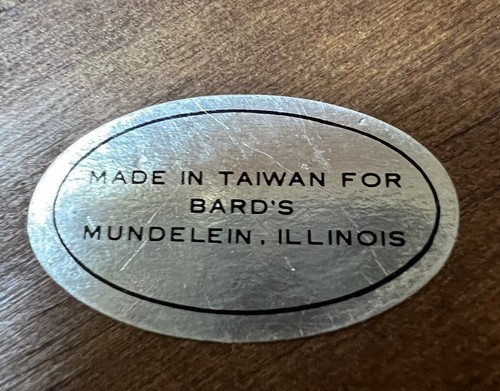 MADE IN TAIWAN FOR
BARD'S
MUNDELEIN, ILLINOIS